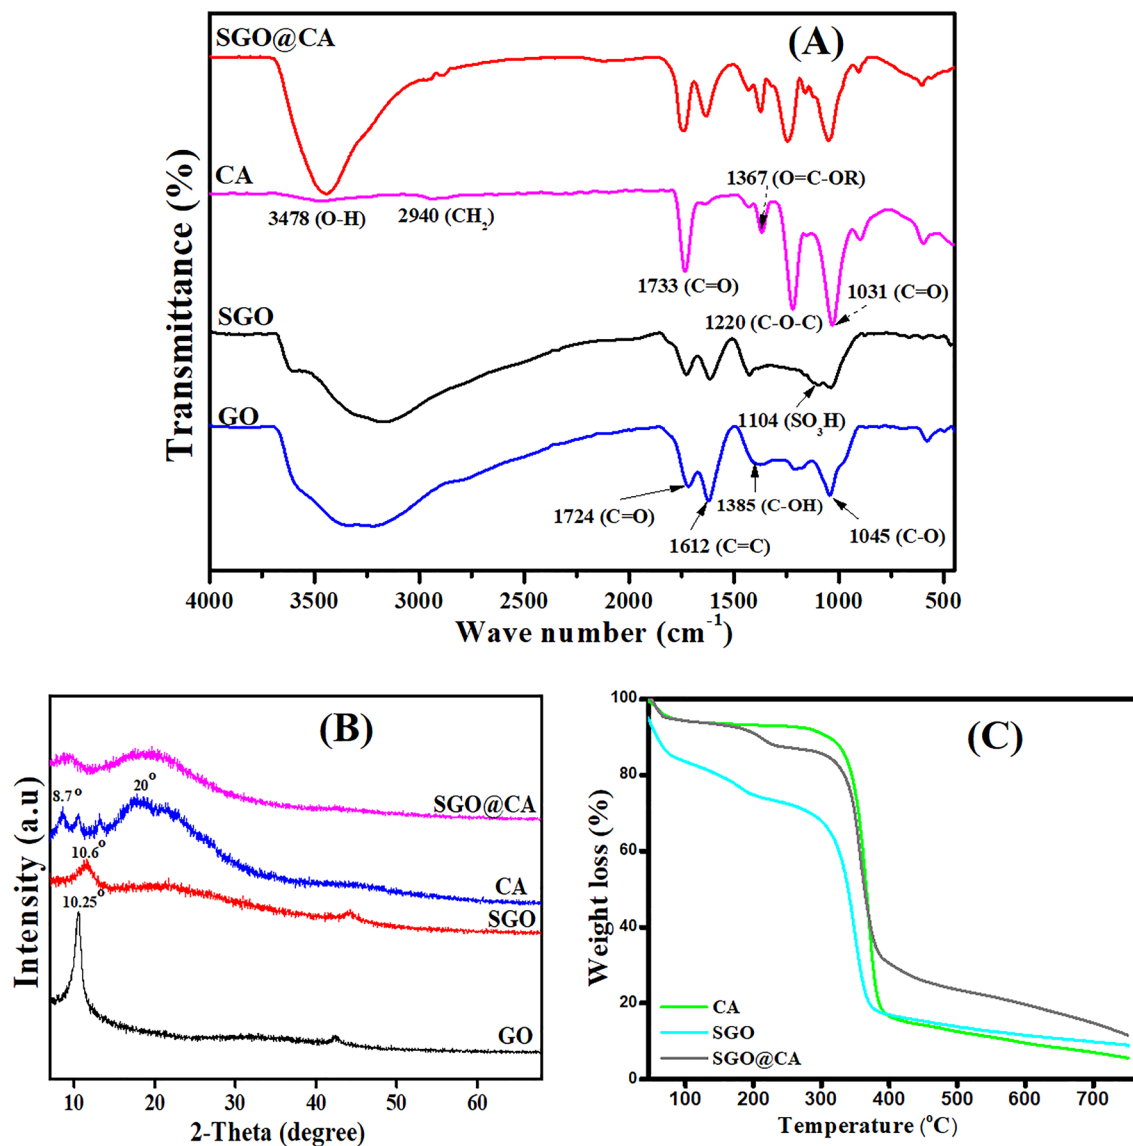 (A)
SGO@CA
CA
SGO
GO
1367 (O=C-OR)
3478 (O-H)
2940 (CH₂)
1733 (C=O)
1031 (C=O)
1220 (C-O-C)
1104 (SO₃H)
1724 (C=O)
1385 (C-OH)
1612 (C=C)
1045 (C-O)
Transmittance (%)
4000 3500 3000 2500 2000 1500 1000 500
Wave number (cm⁻¹)
(B)
8.7°
20°
SGO@CA
10.6°
CA
10.25°
SGO
GO
Intensity (a.u)
10 20 30 40 50 60
2-Theta (degree)
(C)
100
80
60
40
20
0
Weight loss (%)
CA
SGO
SGO@CA
100 200 300 400 500 600 700
Temperature (°C)